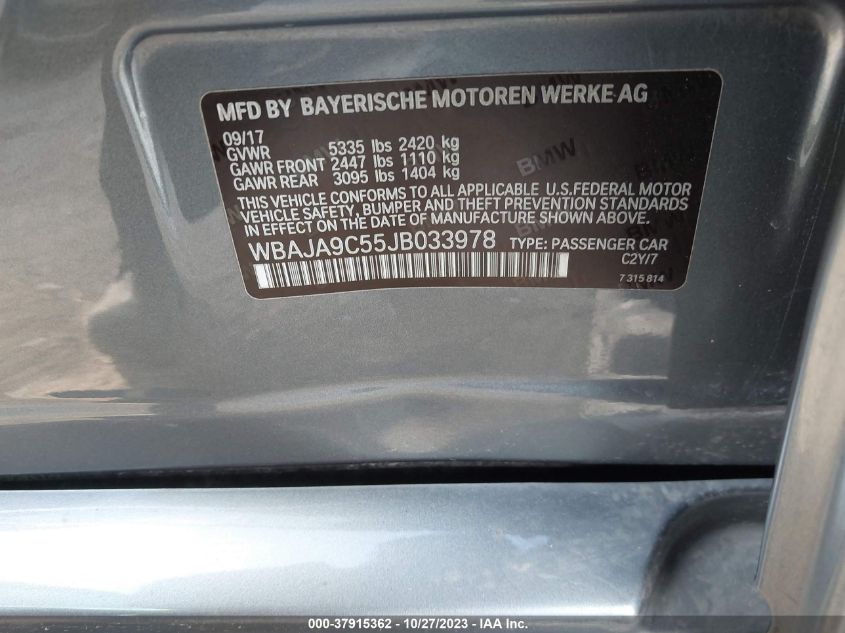 MFD BY BAYERISCHE MOTOREN WERKE AG
09/17
GVWR 5335 lbs 2420 kg
GAWR FRONT 2447 lbs 1110 kg
GAWR REAR 3095 lbs 1404 kg
THIS VEHICLE CONFORMS TO ALL APPLICABLE U.S.FEDERAL MOTOR
VEHICLE SAFETY, BUMPER AND THEFT PREVENTION STANDARDS
IN EFFECT ON THE DATE OF MANUFACTURE SHOWN ABOVE.
WBAJA9C55JB033978 TYPE: PASSENGER CAR
C2Y/7
7 315 814
BMW
000-37915362 - 10/27/2023 - IAA Inc.